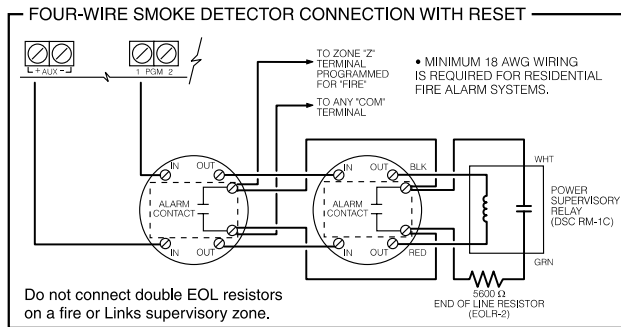 FOUR-WIRE SMOKE DETECTOR CONNECTION WITH RESET
+ AUX -
1 PGM 2
TO ZONE "Z"
TERMINAL
PROGRAMMED
FOR "FIRE"
TO ANY "COM"
TERMINAL
• MINIMUM 18 AWG WIRING
IS REQUIRED FOR RESIDENTIAL
FIRE ALARM SYSTEMS.
IN
OUT
IN
OUT
BLK
WHT
ALARM
CONTACT
ALARM
CONTACT
POWER
SUPERVISORY
RELAY
(DSC RM-1C)
IN
OUT
IN
OUT
RED
GRN
5600 Ω
END OF LINE RESISTOR
(EOLR-2)
Do not connect double EOL resistors
on a fire or Links supervisory zone.